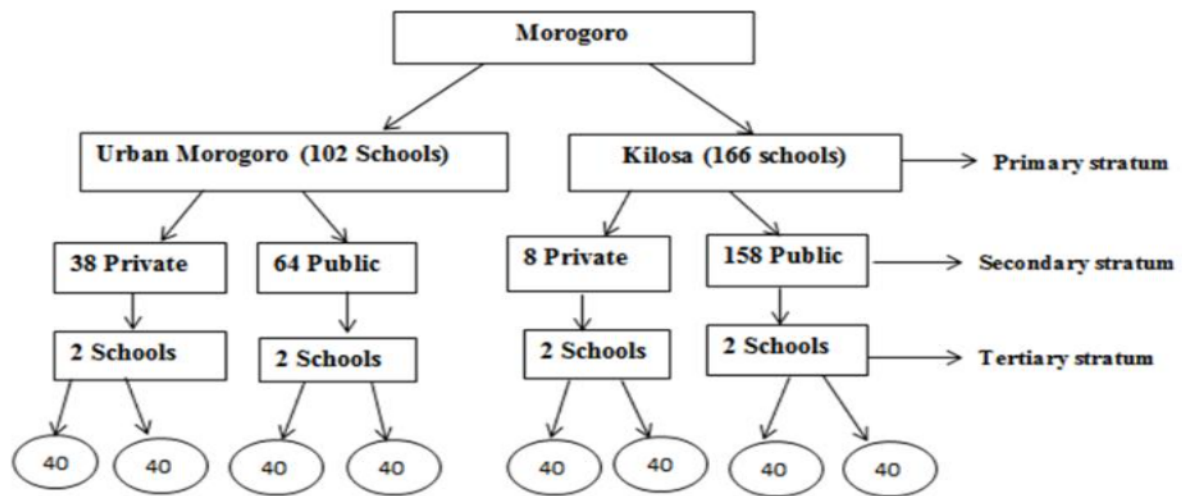 Morogoro
Urban Morogoro (102 Schools)
Kilosa (166 schools)
Primary stratum
38 Private
64 Public
8 Private
158 Public
Secondary stratum
2 Schools
2 Schools
2 Schools
2 Schools
Tertiary stratum
40
40
40
40
40
40
40
40